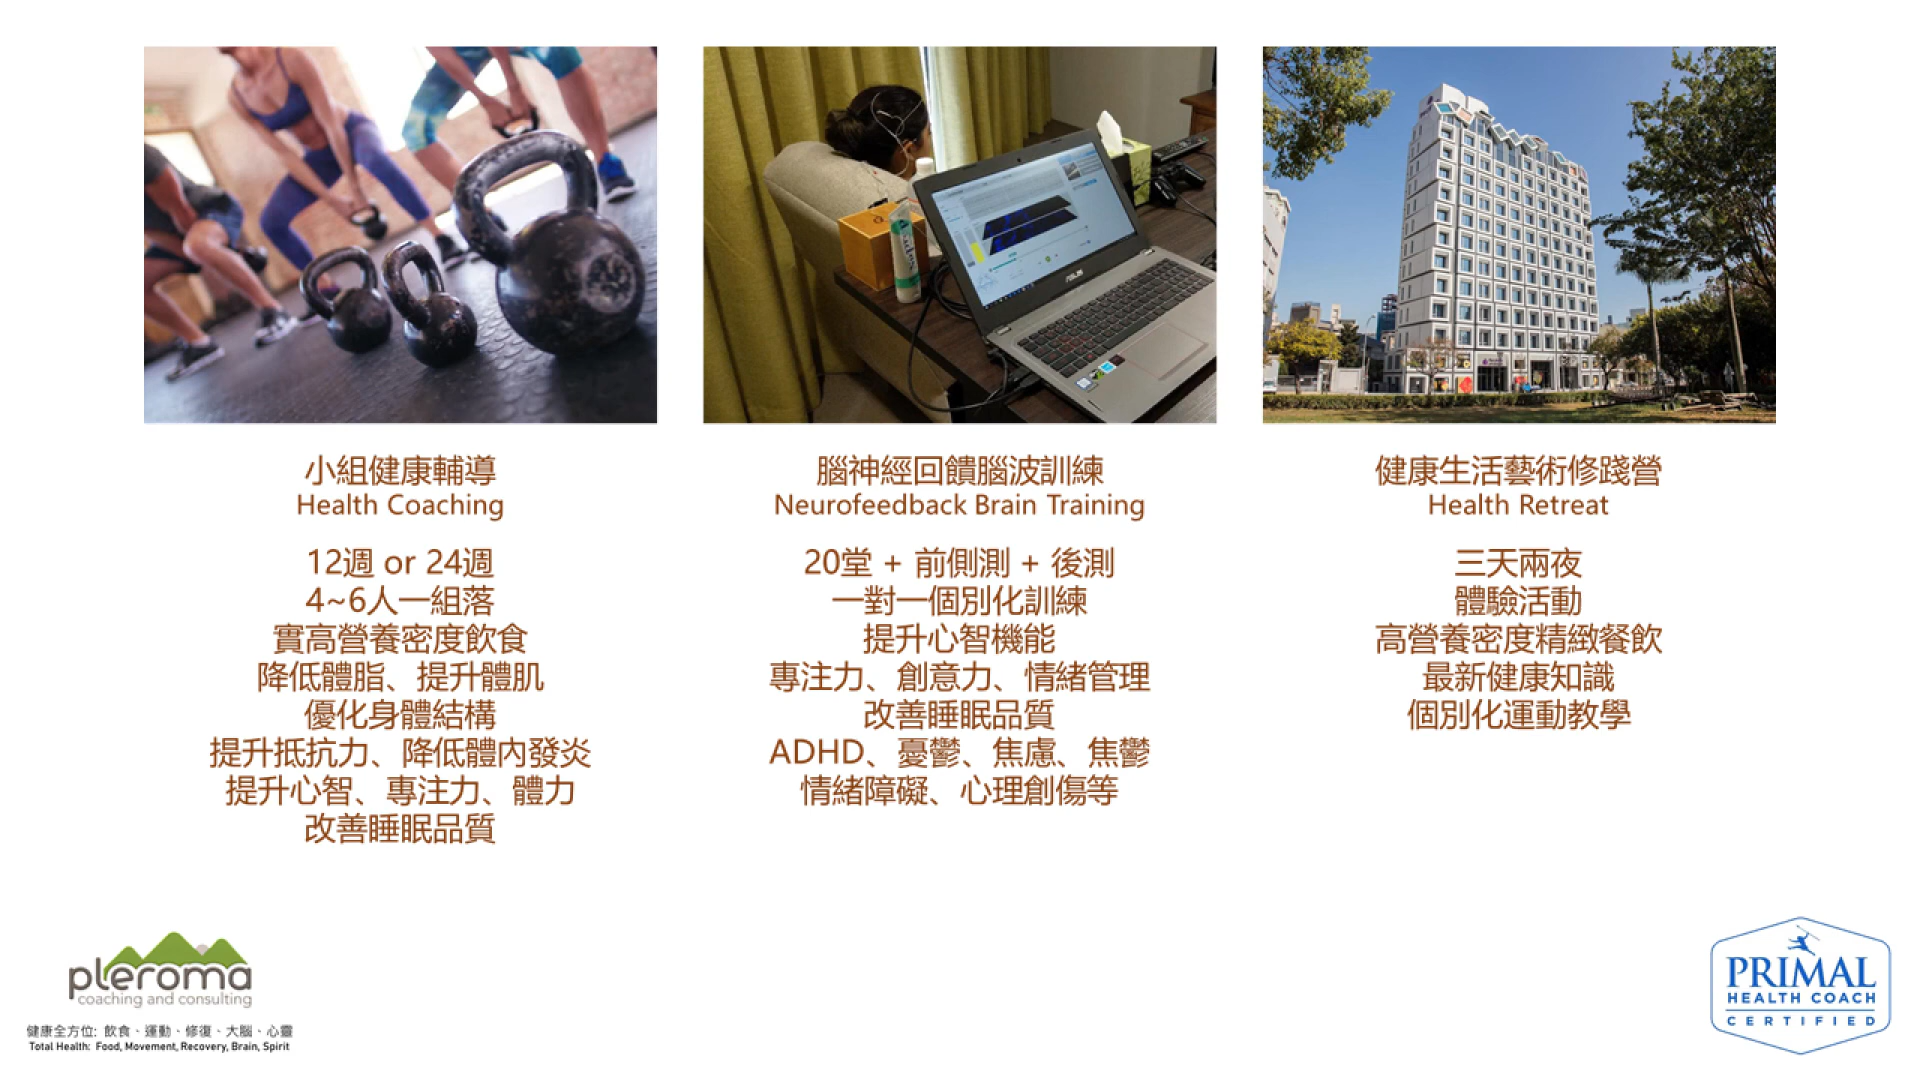 小組健康輔導
Health Coaching
12週 or 24週
4~6人一組落
實高營養密度飲食
降低體脂、提升體肌
優化身體結構
提升抵抗力、降低體內發炎
提升心智、專注力、體力
改善睡眠品質
ASUS
腦神經回饋腦波訓練
Neurofeedback Brain Training
20堂 + 前側測 + 後測
一對一個別化訓練
提升心智機能
專注力、創意力、情緒管理
改善睡眠品質
ADHD、憂鬱、焦慮、焦鬱
情緒障礙、心理創傷等
健康生活藝術修踐營
Health Retreat
三天兩夜
體驗活動
高營養密度精緻餐飲
最新健康知識
個別化運動教學
pleroma
coaching and consulting
健康全方位: 飲食、運動、修復、大腦、心靈
Total Health: Food, Movement, Recovery, Brain, Spirit
PRIMAL
HEALTH COACH
CERTIFIED